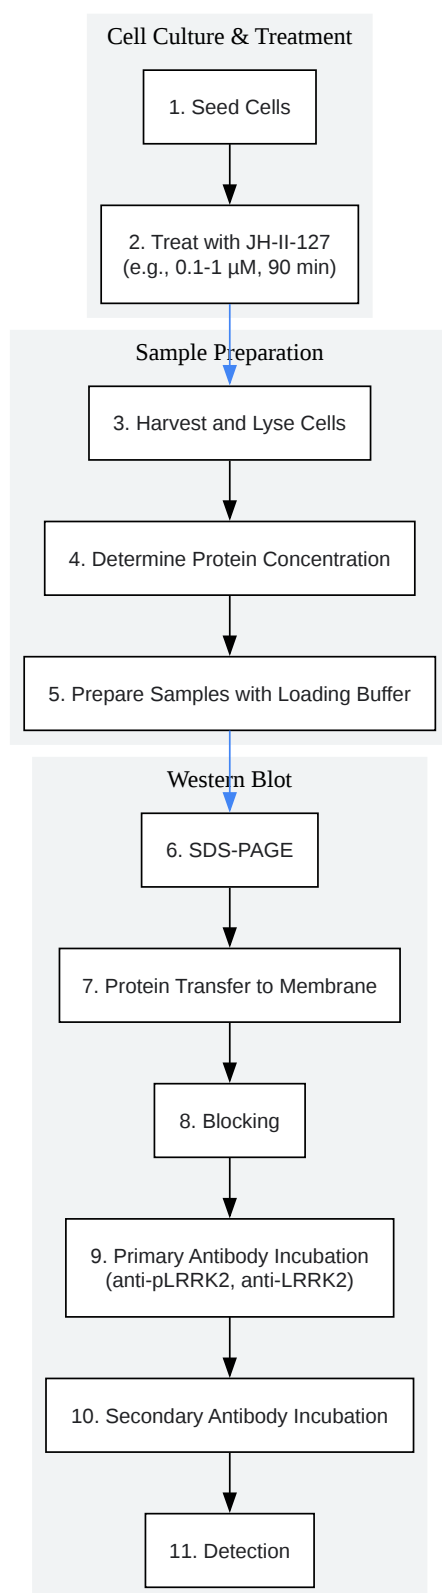 Cell Culture & Treatment
1. Seed Cells
2. Treat with JH-II-127
(e.g., 0.1-1 µM, 90 min)
Sample Preparation
3. Harvest and Lyse Cells
4. Determine Protein Concentration
5. Prepare Samples with Loading Buffer
Western Blot
6. SDS-PAGE
7. Protein Transfer to Membrane
8. Blocking
9. Primary Antibody Incubation
(anti-pLRRK2, anti-LRRK2)
10. Secondary Antibody Incubation
11. Detection